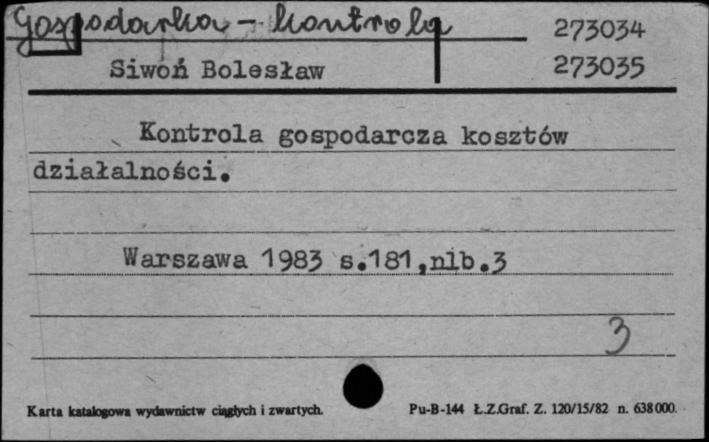 Gospodarka - kontrola 273034
Siwoń Bolesław 273035
Kontrola gospodarcza kosztów
działalności.
Warszawa 1983 s.181,nlb.3
3
Karta katalogowa wydawnictw ciągłych i zwartych. Pu-B-144 Ł.Z.Graf. Z. 120/15/82 n. 638000.